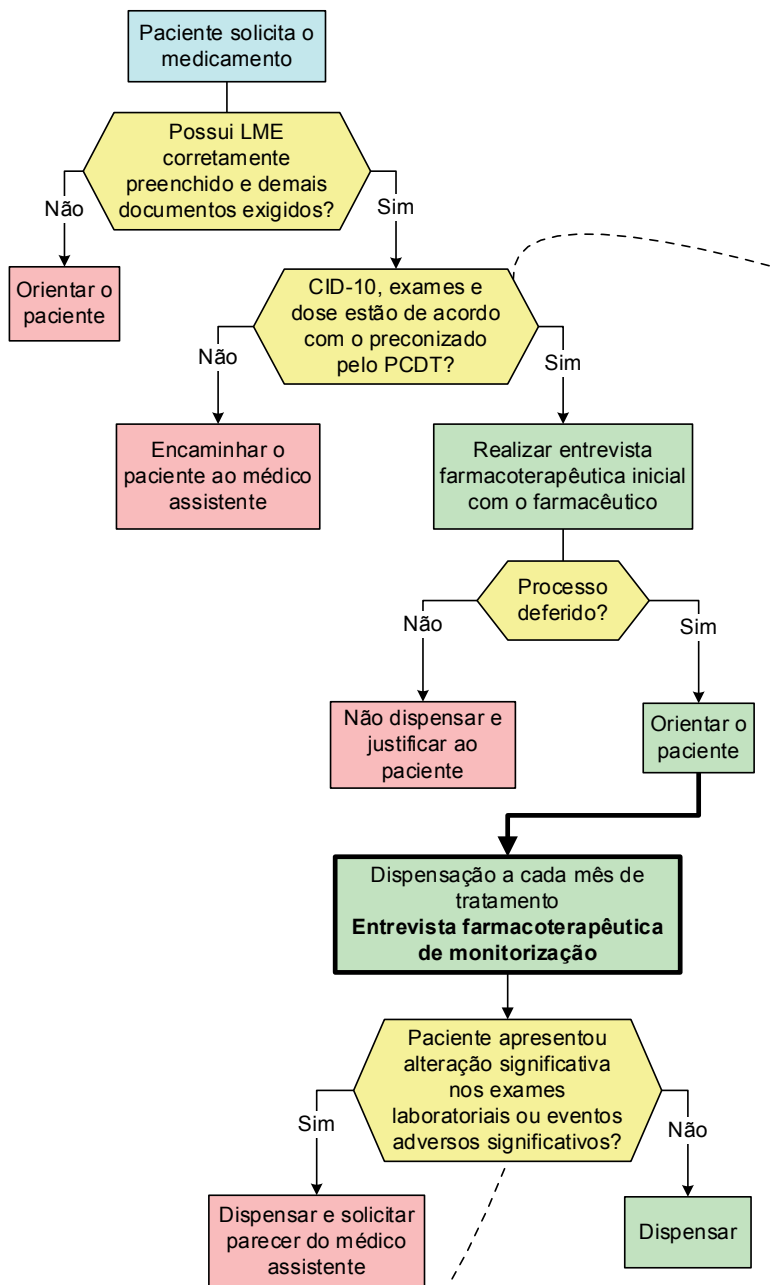 Paciente solicita o
medicamento
Possui LME
corretamente
preenchido e demais
documentos exigidos?
Não
Sim
Orientar o
paciente
CID-10, exames e
dose estão de acordo
com o preconizado
pelo PCDT?
Não
Sim
Encaminhar o
paciente ao médico
assistente
Realizar entrevista
farmacoterapêutica inicial
com o farmacêutico
Processo
deferido?
Não
Sim
Não dispensar e
justificar ao
paciente
Orientar o
paciente
Dispensação a cada mês de
tratamento
Entrevista farmacoterapêutica
de monitorização
Paciente apresentou
alteração significativa
nos exames
laboratoriais ou eventos
adversos significativos?
Sim
Não
Dispensar e solicitar
parecer do médico
assistente
Dispensar